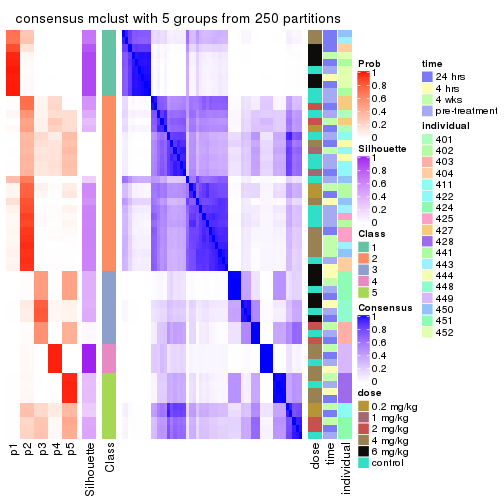 consensus mclust with 5 groups from 250 partitions
p1
p2
p3
p4
p5
Silhouette
Class
dose
time
individual
Prob
1
0.8
0.6
0.4
0.2
0
Silhouette
1
0.8
0.6
0.4
0.2
0
Class
1
2
3
4
5
Consensus
1
0.8
0.6
0.4
0.2
0
dose
0.2 mg/kg
1 mg/kg
2 mg/kg
4 mg/kg
6 mg/kg
control
time
24 hrs
4 hrs
4 wks
pre-treatment
individual
401
402
403
404
411
422
424
425
427
428
441
443
444
448
449
450
451
452